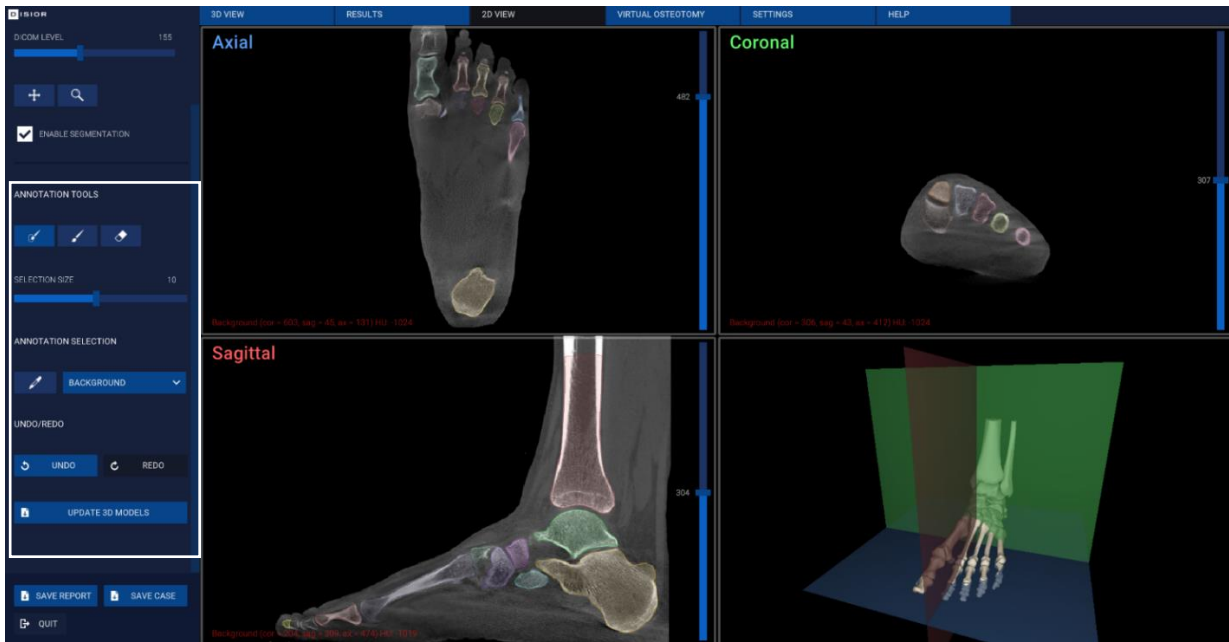 DISIOR
3D VIEW
RESULTS
2D VIEW
VIRTUAL OSTEOTOMY
SETTINGS
HELP
DICOM LEVEL 155
ENABLE SEGMENTATION
ANNOTATION TOOLS
SELECTION SIZE 10
ANNOTATION SELECTION
BACKGROUND
UNDO/REDO
UNDO
REDO
UPDATE 3D MODELS
SAVE REPORT
SAVE CASE
QUIT
Axial
482
Coronal
307
Sagittal
304